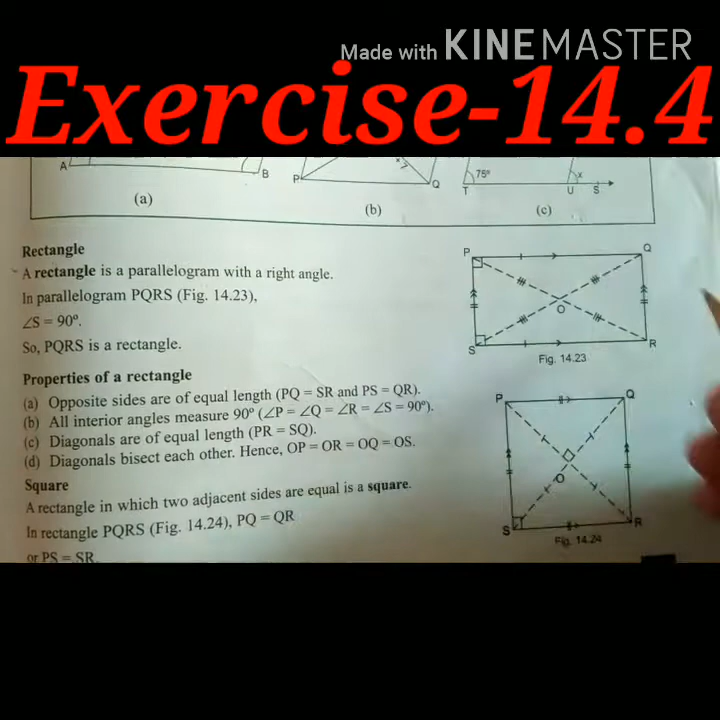 Made with KINEMASTER
Exercise-14.4
A B P Q 75° x T U S
(a) (b) (c)
Rectangle
A rectangle is a parallelogram with a right angle.
In parallelogram PQRS (Fig. 14.23),
∠S = 90°.
So, PQRS is a rectangle.
P Q
O
S R
Fig. 14.23
Properties of a rectangle
(a) Opposite sides are of equal length (PQ = SR and PS = QR).
(b) All interior angles measure 90° (∠P = ∠Q = ∠R = ∠S = 90°).
(c) Diagonals are of equal length (PR = SQ).
(d) Diagonals bisect each other. Hence, OP = OR = OQ = OS.
Square
A rectangle in which two adjacent sides are equal is a square.
In rectangle PQRS (Fig. 14.24), PQ = QR
or PS = SR.
P Q
O
S R
Fig. 14.24